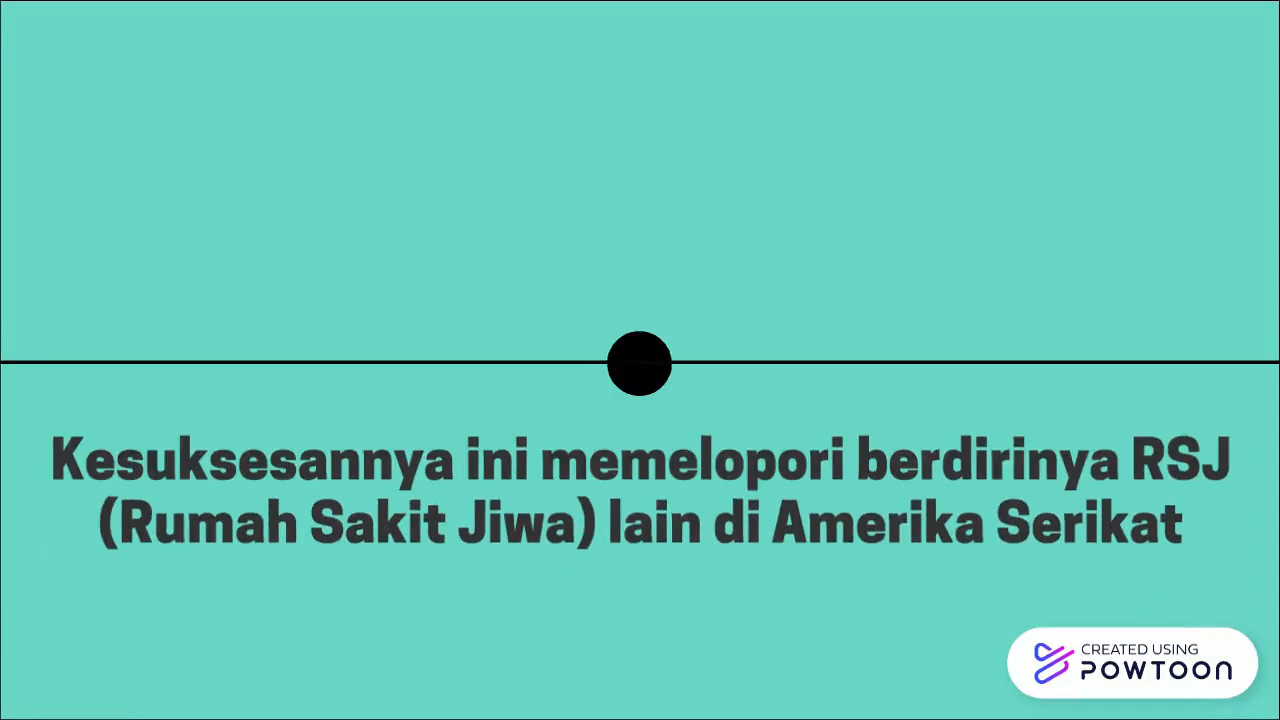 Kesuksesannya ini memelopori berdirinya RSJ
(Rumah Sakit Jiwa) lain di Amerika Serikat
CREATED USING
POWTOON